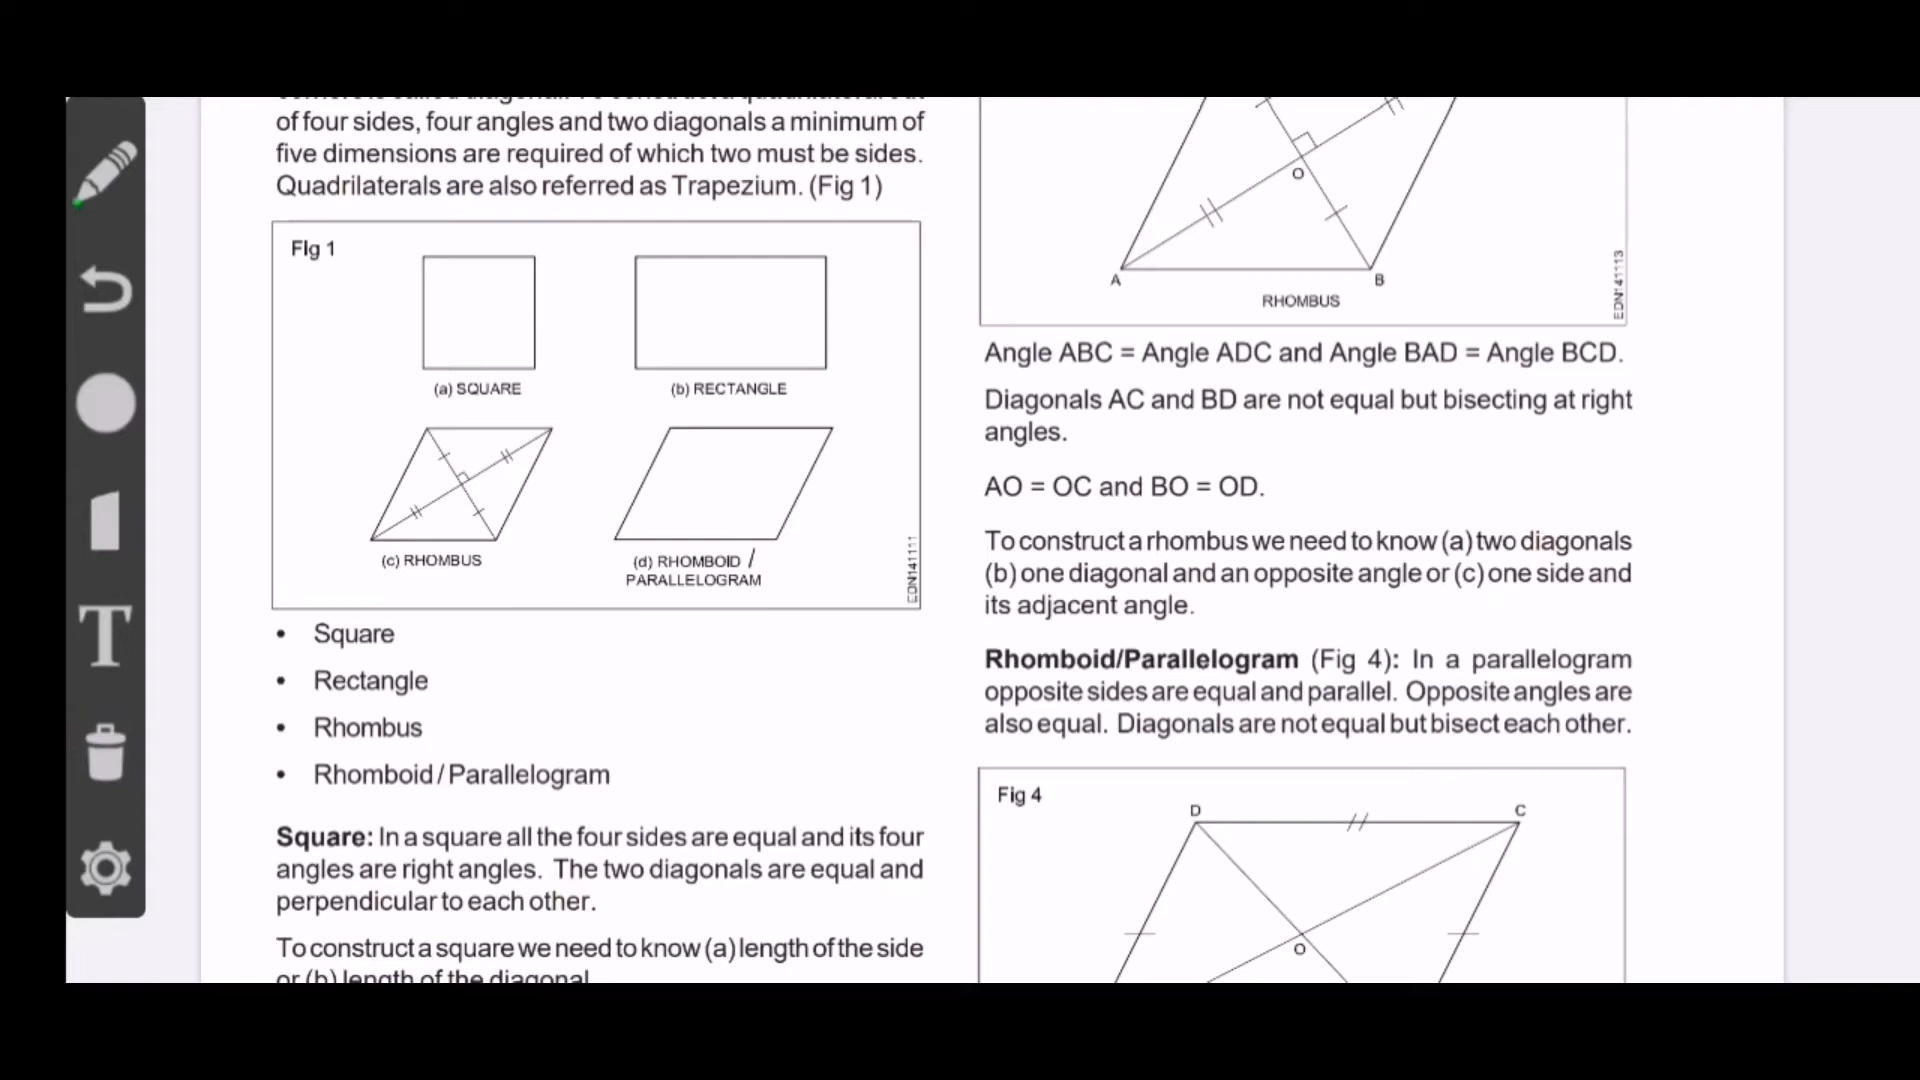 of four sides, four angles and two diagonals a minimum of
five dimensions are required of which two must be sides.
Quadrilaterals are also referred as Trapezium. (Fig 1)
FIg 1
(a) SQUARE
(b) RECTANGLE
(c) RHOMBUS
(d) RHOMBOID /
PARALLELOGRAM
EDN141111
• Square
• Rectangle
• Rhombus
• Rhomboid / Parallelogram
Square: In a square all the four sides are equal and its four
angles are right angles. The two diagonals are equal and
perpendicular to each other.
To construct a square we need to know (a) length of the side
or (b) length of the diagonal
O
A
B
RHOMBUS
EDN141113
Angle ABC = Angle ADC and Angle BAD = Angle BCD.
Diagonals AC and BD are not equal but bisecting at right
angles.
AO = OC and BO = OD.
To construct a rhombus we need to know (a) two diagonals
(b) one diagonal and an opposite angle or (c) one side and
its adjacent angle.
Rhomboid/Parallelogram (Fig 4): In a parallelogram
opposite sides are equal and parallel. Opposite angles are
also equal. Diagonals are not equal but bisect each other.
Fig 4
D
C
O
T